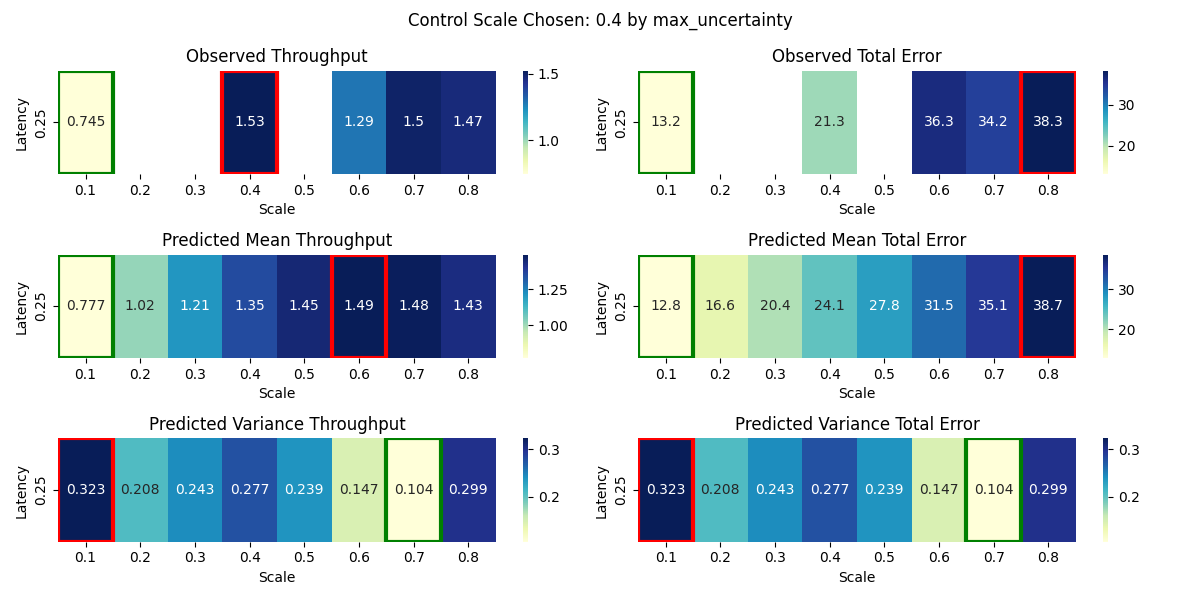 Control Scale Chosen: 0.4 by max_uncertainty
Observed Throughput
Latency
0.25
0.745 1.53 1.29 1.5 1.47
0.1 0.2 0.3 0.4 0.5 0.6 0.7 0.8
Scale
1.5
1.0
Observed Total Error
Latency
0.25
13.2 21.3 36.3 34.2 38.3
0.1 0.2 0.3 0.4 0.5 0.6 0.7 0.8
Scale
30
20
Predicted Mean Throughput
Latency
0.25
0.777 1.02 1.21 1.35 1.45 1.49 1.48 1.43
0.1 0.2 0.3 0.4 0.5 0.6 0.7 0.8
Scale
1.25
1.00
Predicted Mean Total Error
Latency
0.25
12.8 16.6 20.4 24.1 27.8 31.5 35.1 38.7
0.1 0.2 0.3 0.4 0.5 0.6 0.7 0.8
Scale
30
20
Predicted Variance Throughput
Latency
0.25
0.323 0.208 0.243 0.277 0.239 0.147 0.104 0.299
0.1 0.2 0.3 0.4 0.5 0.6 0.7 0.8
Scale
0.3
0.2
Predicted Variance Total Error
Latency
0.25
0.323 0.208 0.243 0.277 0.239 0.147 0.104 0.299
0.1 0.2 0.3 0.4 0.5 0.6 0.7 0.8
Scale
0.3
0.2